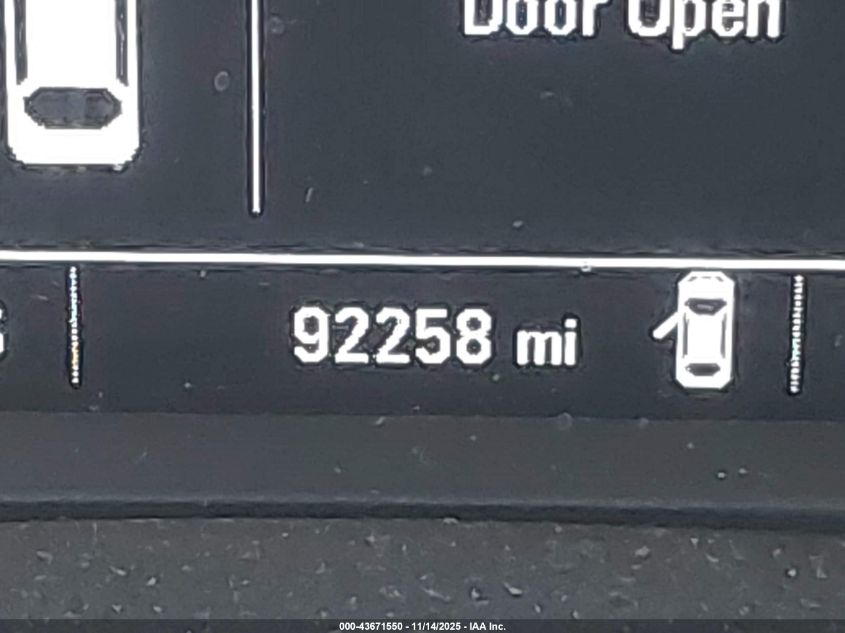 Door Open
92258 mi
000-43671550 - 11/14/2025 - IAA Inc.